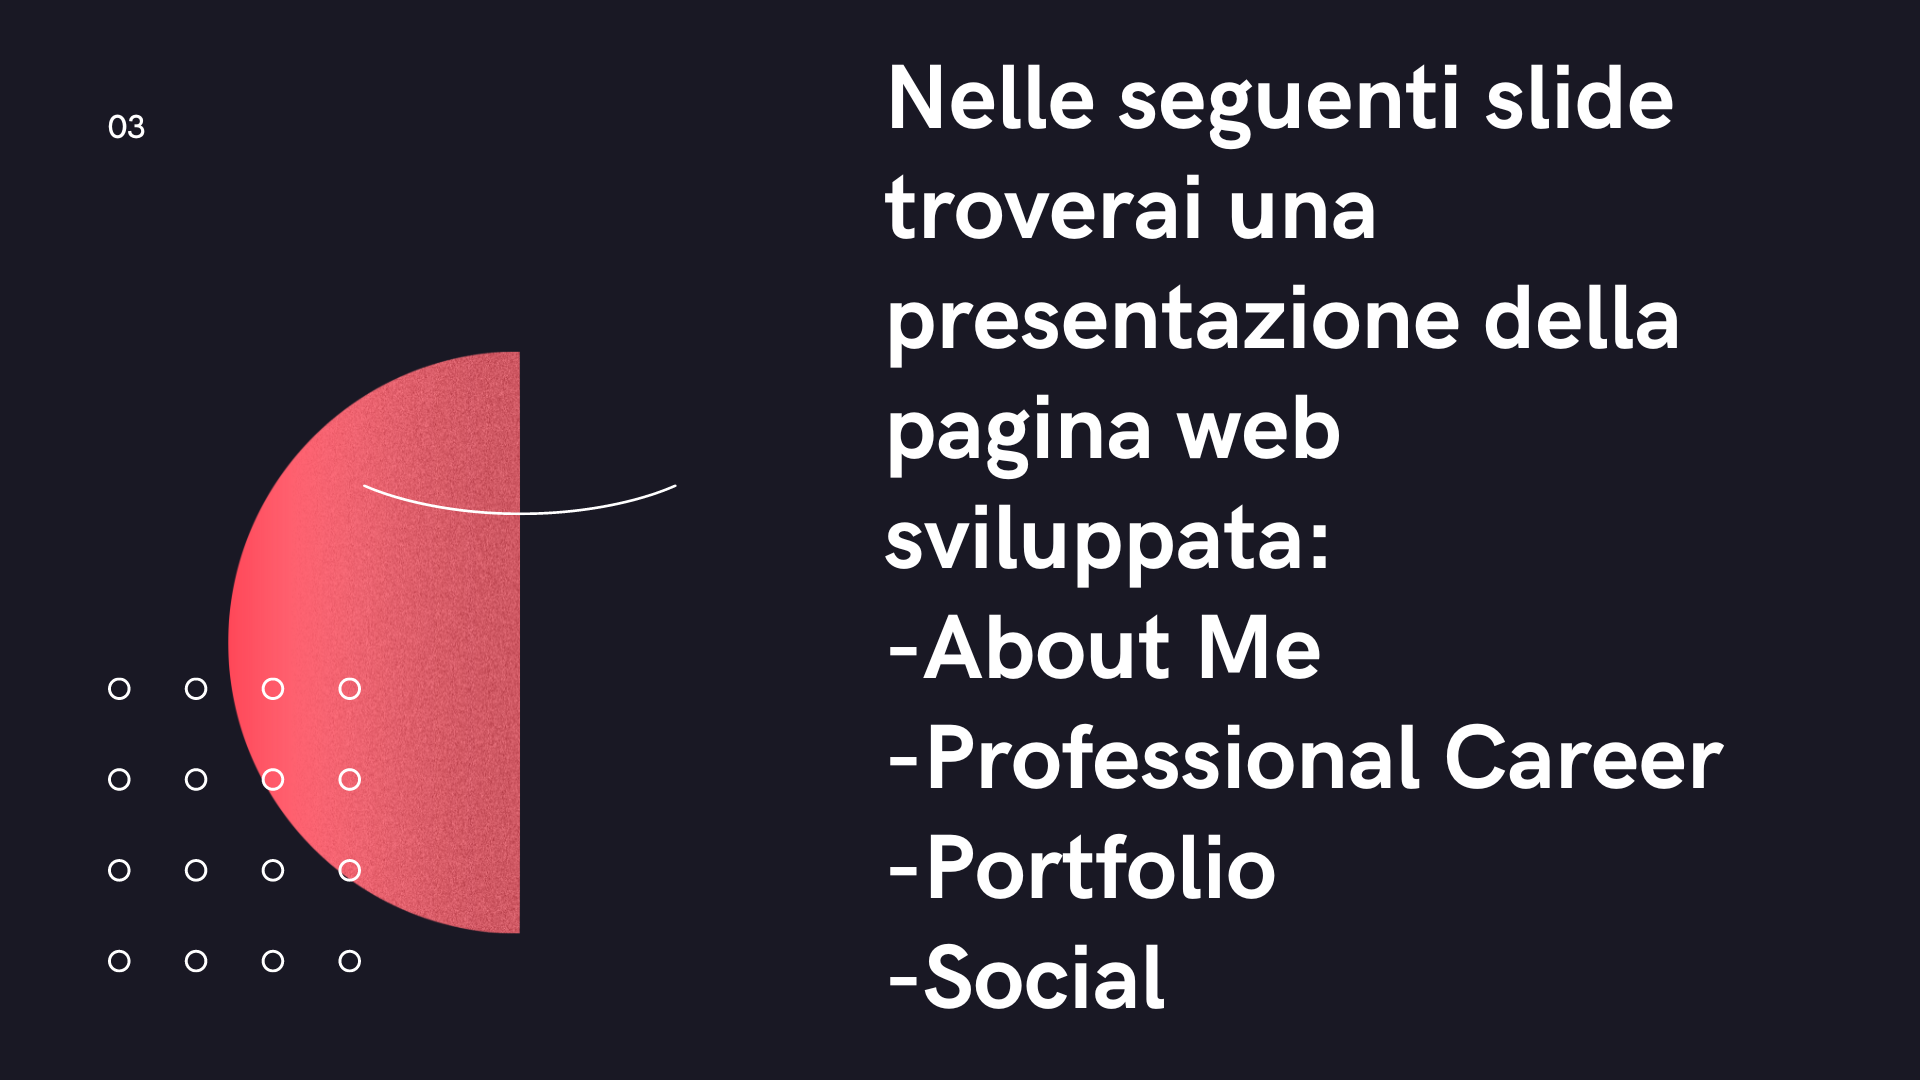 03
Nelle seguenti slide
troverai una
presentazione della
pagina web
sviluppata:
-About Me
-Professional Career
-Portfolio
-Social